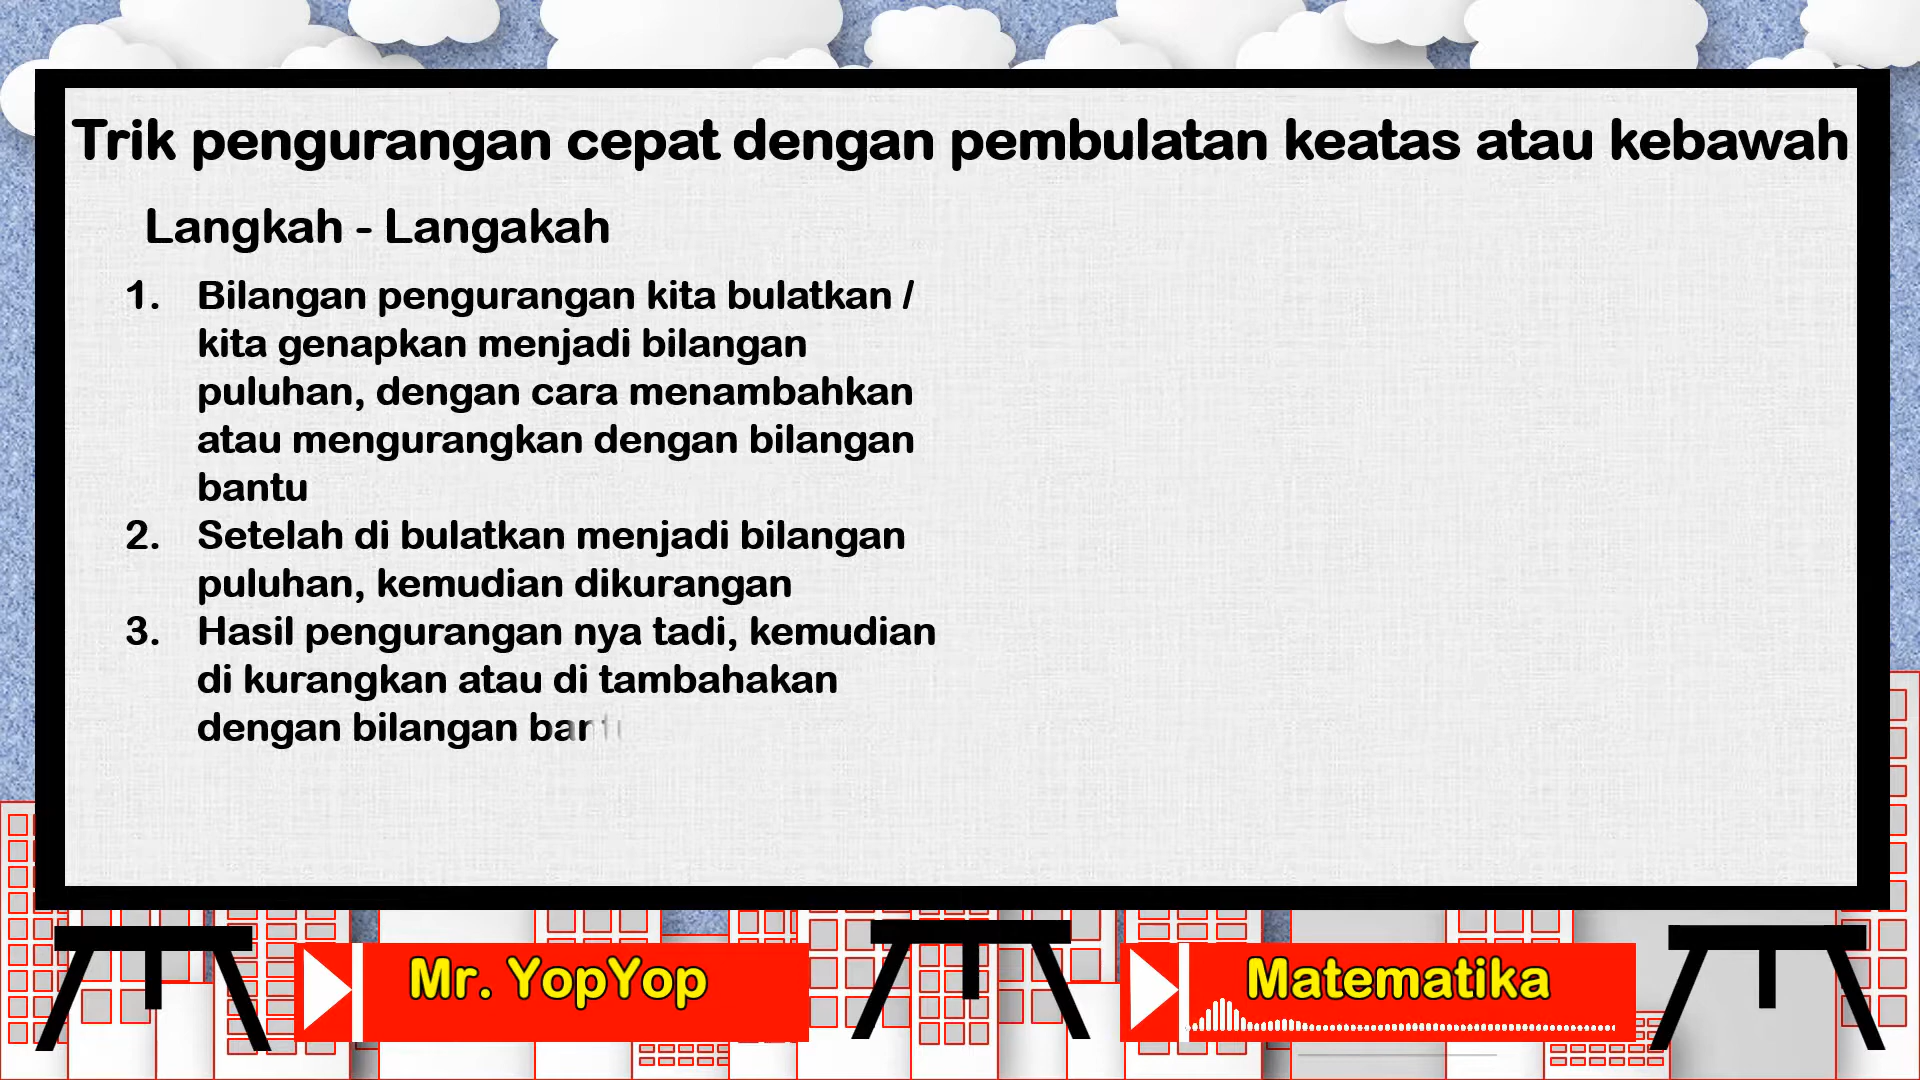 Trik pengurangan cepat dengan pembulatan keatas atau kebawah
Langkah - Langakah
1. Bilangan pengurangan kita bulatkan /
kita genapkan menjadi bilangan
puluhan, dengan cara menambahkan
atau mengurangkan dengan bilangan
bantu
2. Setelah di bulatkan menjadi bilangan
puluhan, kemudian dikurangan
3. Hasil pengurangan nya tadi, kemudian
di kurangkan atau di tambahakan
dengan bilangan bantu
Mr. YopYop
Matematika